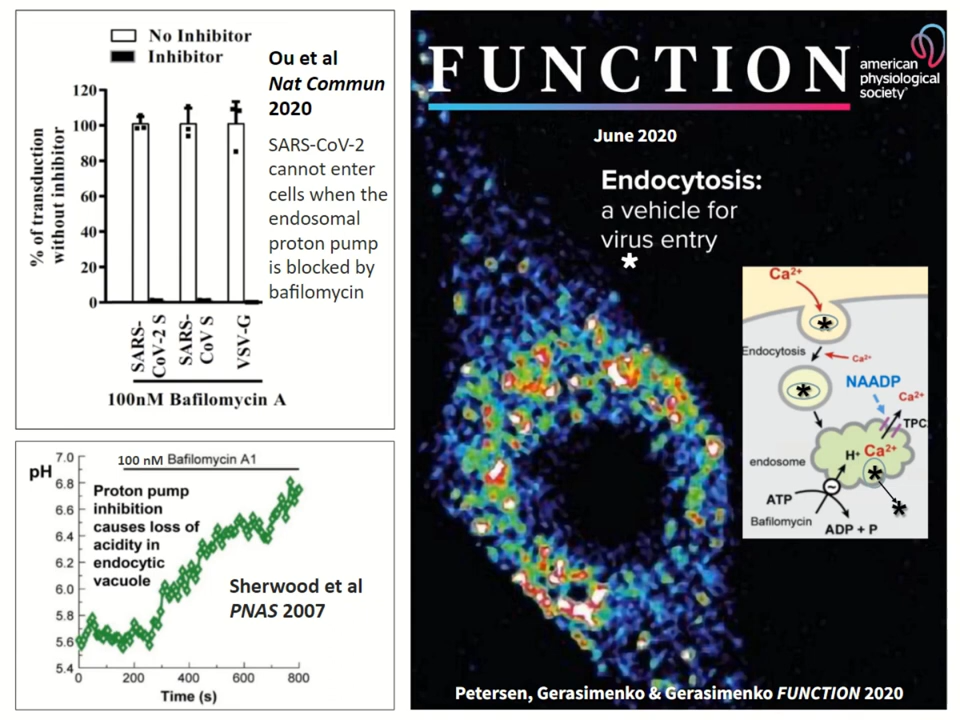 No Inhibitor
Inhibitor
Ou et al
Nat Commun
2020
SARS-CoV-2
cannot enter
cells when the
endosomal
proton pump
is blocked by
bafilomycin
% of transduction
without inhibitor
120
100
80
60
40
20
0
SARS-
CoV-2 S
SARS-
CoV S
VSV-G
100nM Bafilomycin A
pH
100 nM Bafilomycin A1
7.0
6.8
6.6
6.4
6.2
6.0
5.8
5.6
5.4
Proton pump
inhibition
causes loss of
acidity in
endocytic
vacuole
Sherwood et al
PNAS 2007
0 200 400 600 800
Time (s)
FUNCTION
american
physiological
society®
June 2020
Endocytosis:
a vehicle for
virus entry
*
Ca²⁺
*
Endocytosis
Ca²⁺
*
NAADP
Ca²⁺
TPC
endosome
H⁺ Ca²⁺
*
~
*
ATP
Bafilomycin
ADP + P
Petersen, Gerasimenko & Gerasimenko FUNCTION 2020